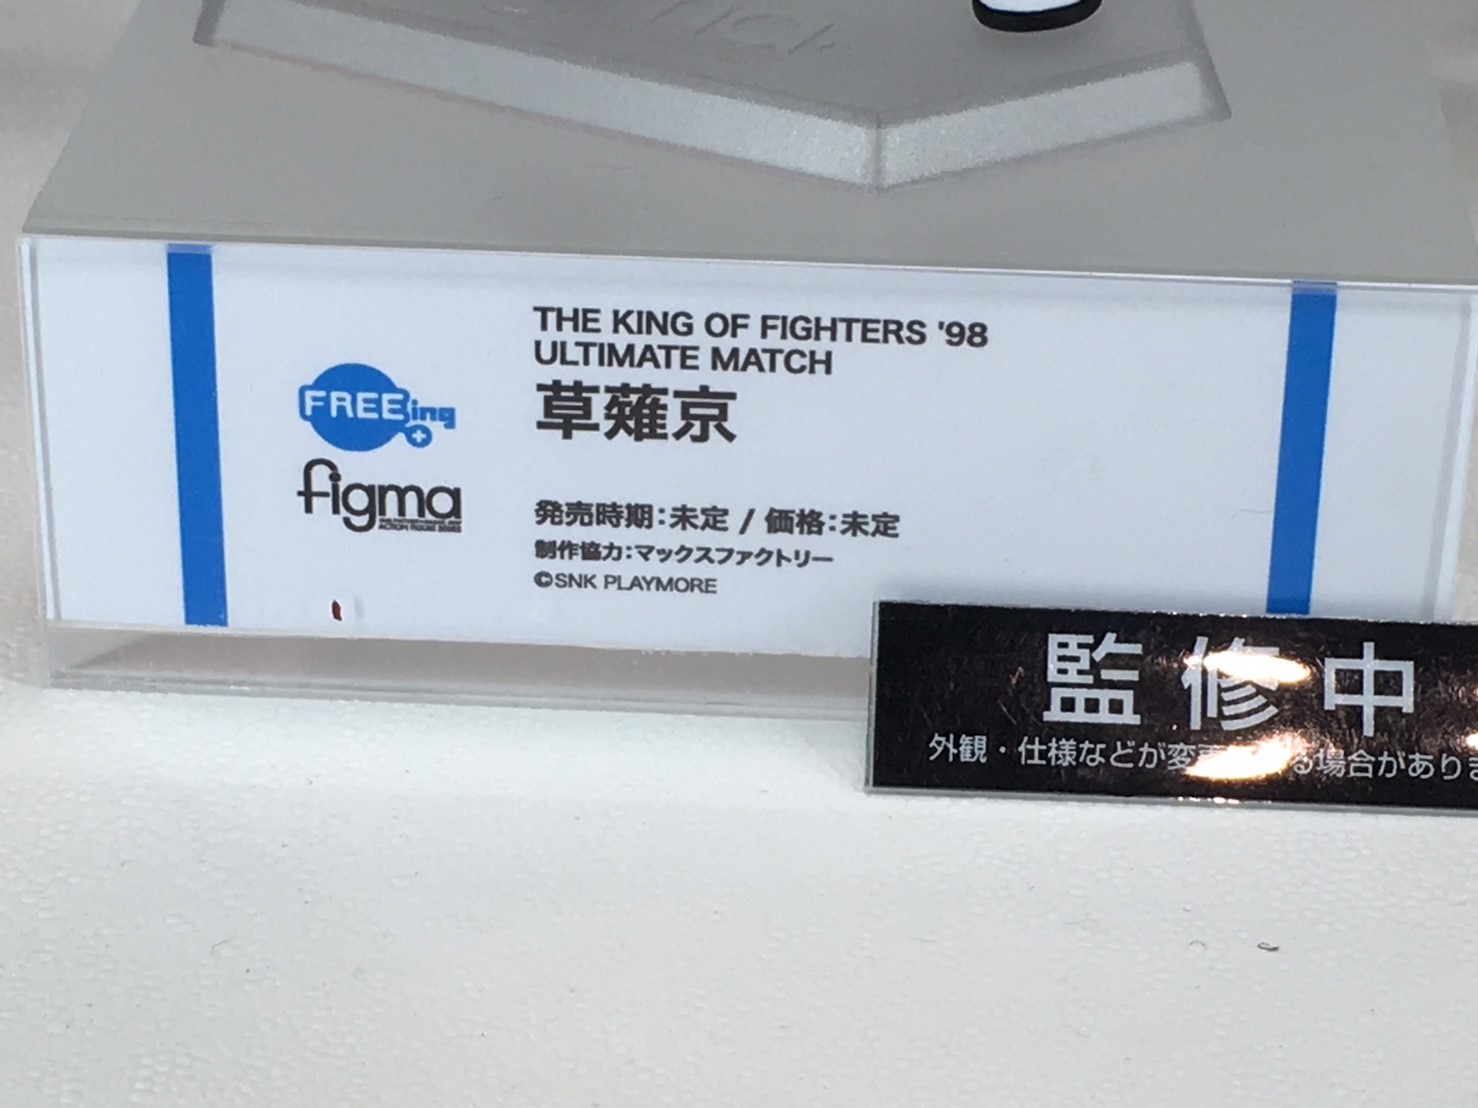 THE KING OF FIGHTERS '98
ULTIMATE MATCH
草薙京
FREEing
figma
発売時期：未定 / 価格：未定
制作協力：マックスファクトリー
©SNK PLAYMORE
監修中
外観・仕様などが変 る場合があり